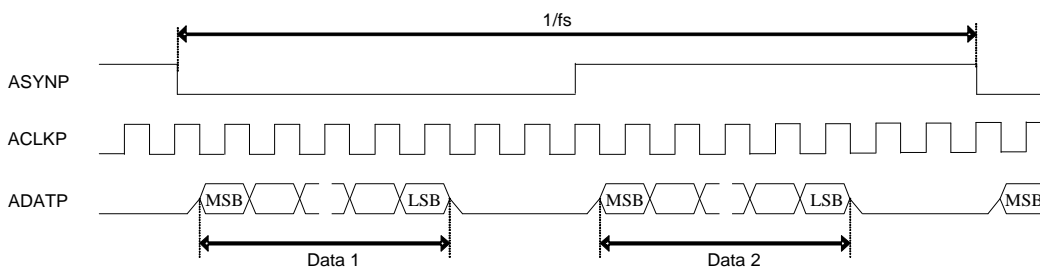 1/fs
ASYNP
ACLKP
ADATP MSB LSB MSB LSB MSB
Data 1 Data 2